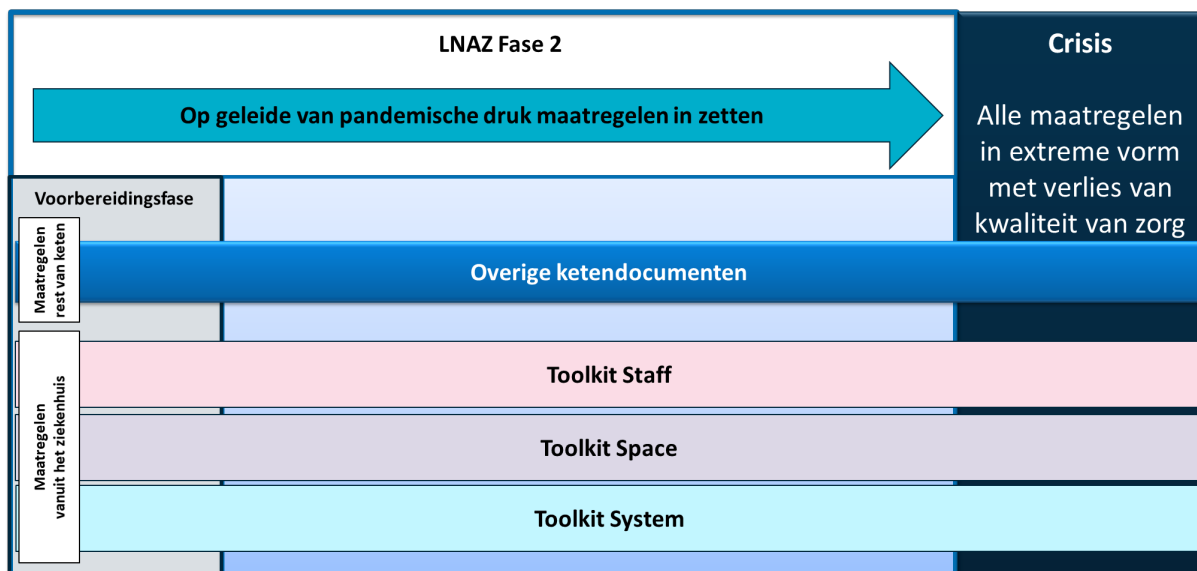 LNAZ Fase 2
Op geleide van pandemische druk maatregelen in zetten
Crisis
Alle maatregelen
in extreme vorm
met verlies van
kwaliteit van zorg
Voorbereidingsfase
Maatregelen
rest van keten
Overige ketendocumenten
Maatregelen
vanuit het ziekenhuis
Toolkit Staff
Toolkit Space
Toolkit System